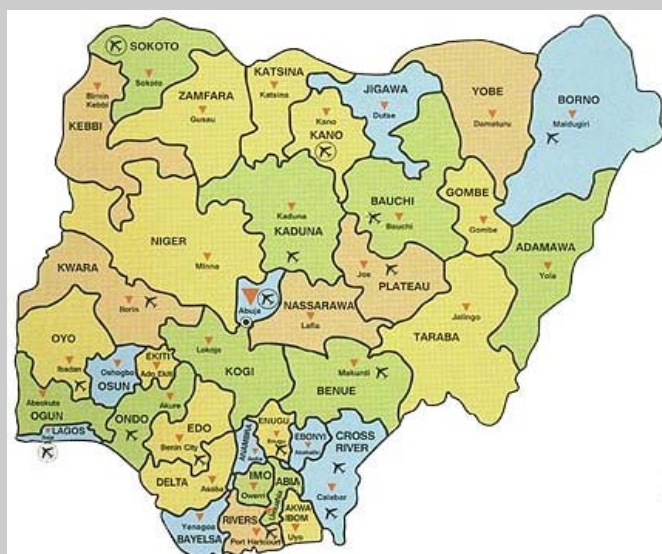 SOKOTO
Sokoto
Birnin
Kebbi
KEBBI
ZAMFARA
Gusau
KATSINA
Katsina
Kano
KANO
JIGAWA
Dutse
YOBE
Damaturu
BORNO
Maidugiri
NIGER
Minna
Kaduna
KADUNA
BAUCHI
Bauchi
GOMBE
Gombe
ADAMAWA
Yola
KWARA
Ilorin
Abuja
NASSARAWA
Lafia
Jos
PLATEAU
Jalingo
TARABA
OYO
Ibadan
Oshogbo
OSUN
EKITI
Ado Ekiti
Lokoja
KOGI
Makurdi
BENUE
Abeokuta
OGUN
LAGOS
Akure
ONDO
EDO
Benin City
ANAMBRA
ENUGU
Enugu
EBONYI
CROSS
RIVER
Calabar
DELTA
Asaba
IMO
Owerri
ABIA
Umuahia
Yenagoa
BAYELSA
RIVERS
Port Harcourt
AKWA
IBOM
Uyo